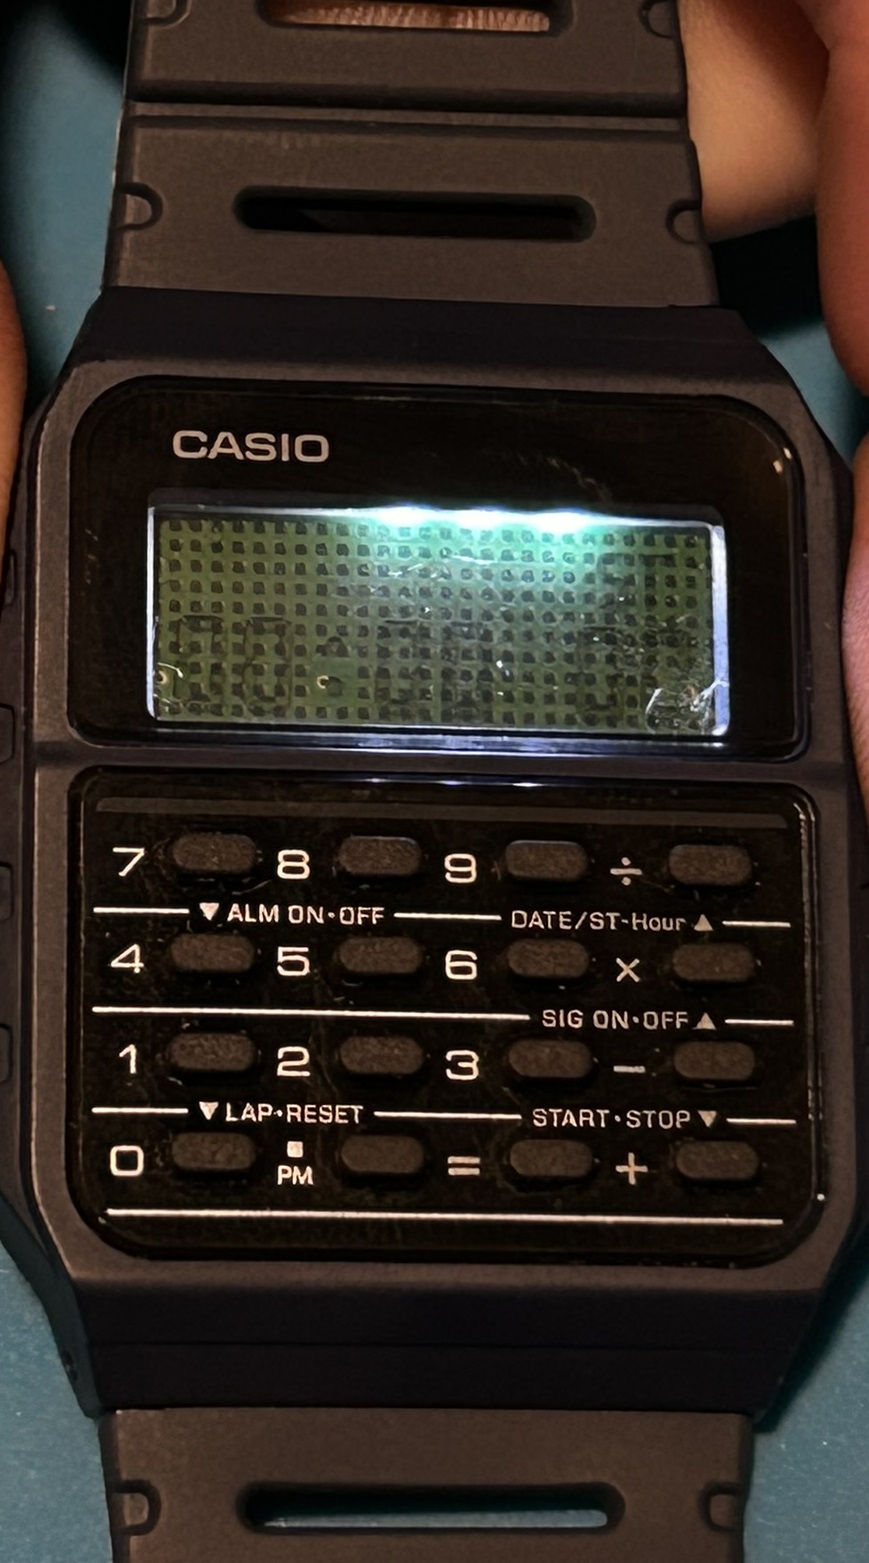 CASIO
7 8 9 ÷
▼ ALM ON·OFF DATE/ST-Hour ▲
4 5 6 ×
SIG ON·OFF ▲
1 2 3 −
▼ LAP·RESET START·STOP ▼
0 ▪ PM = +